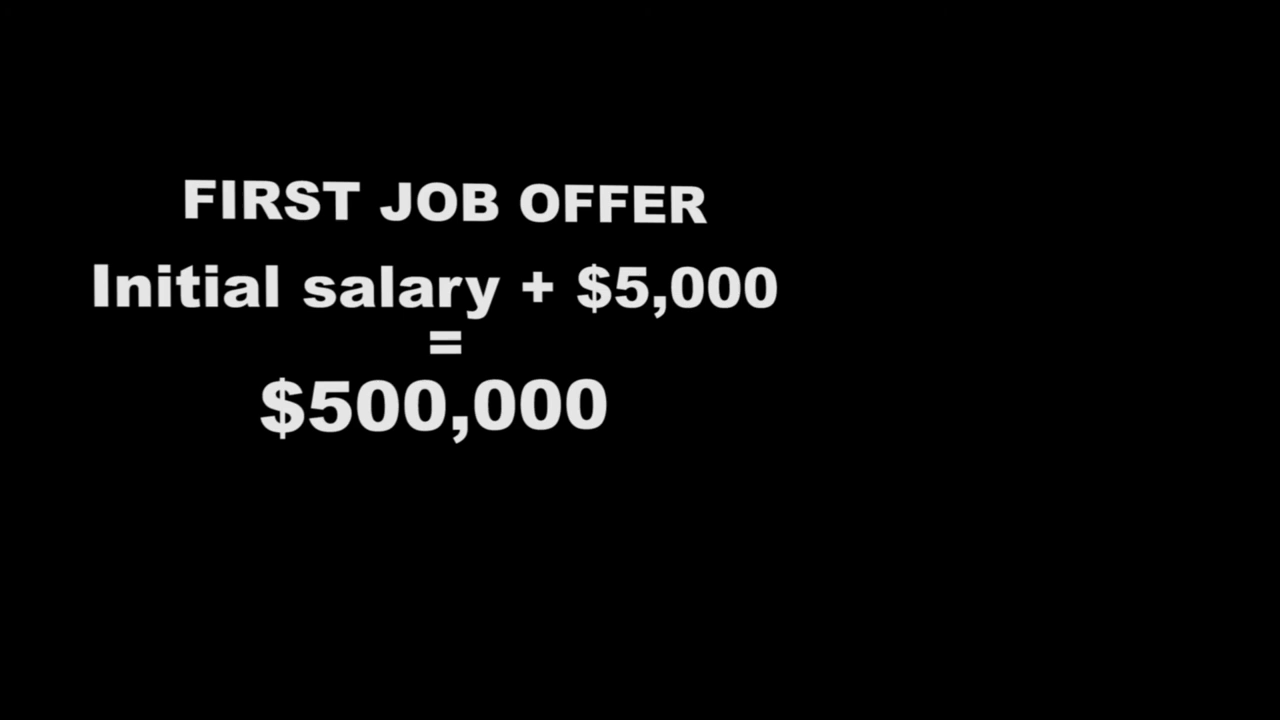 FIRST JOB OFFER
Initial salary + $5,000
=
$500,000